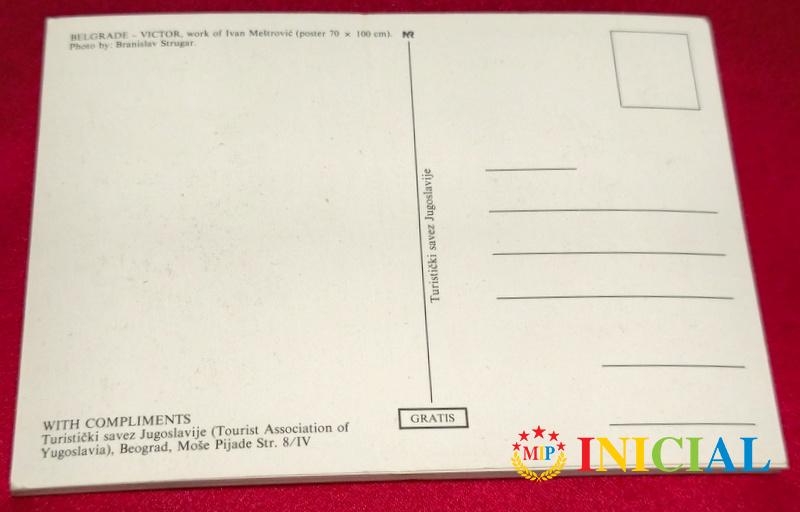 BELGRADE – VICTOR, work of Ivan Meštrović (poster 70 × 100 cm).
Photo by: Branislav Strugar.
Turistički savez Jugoslavije
WITH COMPLIMENTS
Turistički savez Jugoslavije (Tourist Association of
Yugoslavia), Beograd, Moše Pijade Str. 8/IV
GRATIS
MIP
INICIAL